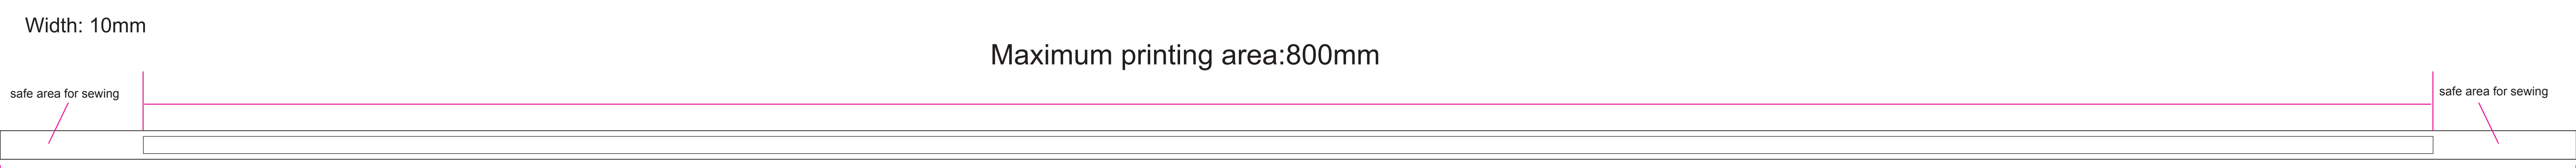 Width: 10mm
Maximum printing area:800mm
safe area for sewing
safe area for sewing